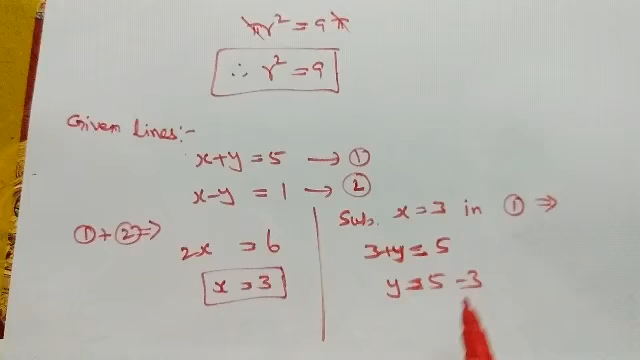 πr² = 9π
∴ r² = 9
Given lines:-
x+y = 5 → ①
x-y = 1 → ②
①+② ⇒
2x = 6
x = 3
Sub. x = 3 in ① ⇒
3+y = 5
y = 5-3